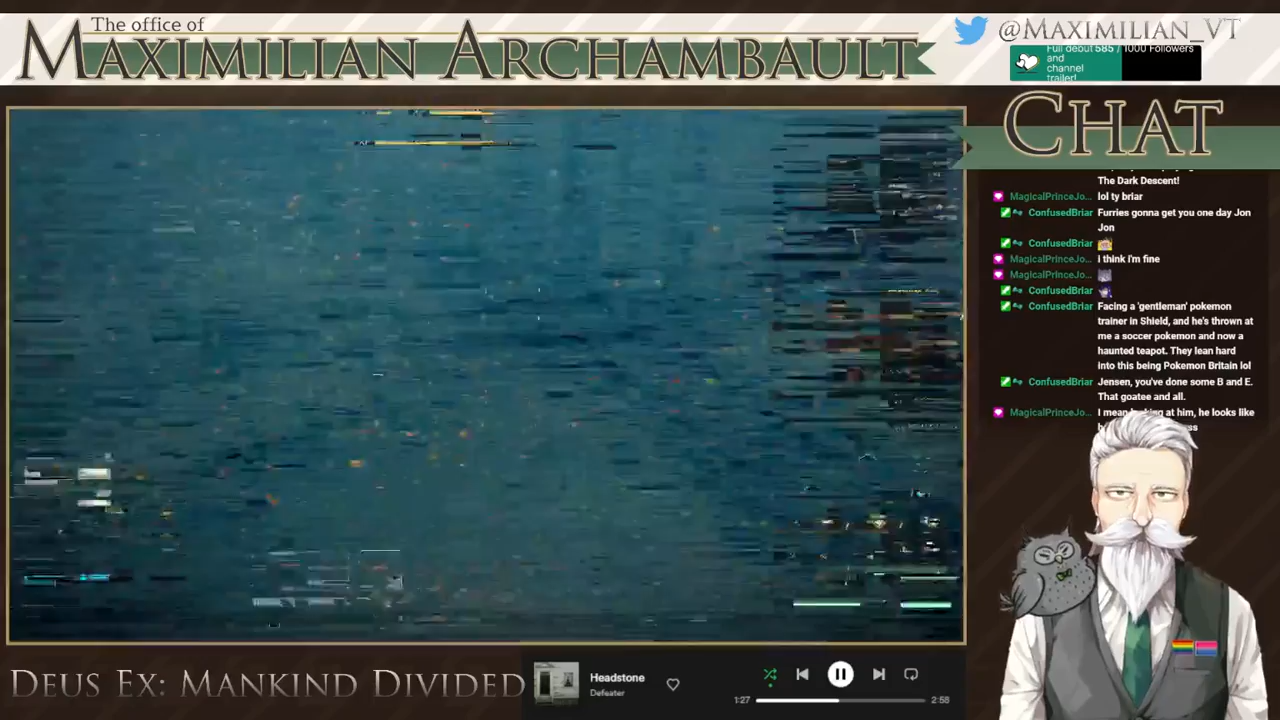 The office of
MAXIMILIAN ARCHAMBAULT
@MAXIMILIAN_VT
Full debut 585 / 1000 Followers
and
channel
trailer!
CHAT
The Dark Descent!
MagicalPrinceJo... lol ty briar
ConfusedBriar Furries gonna get you one day Jon
Jon
ConfusedBriar
MagicalPrinceJo... I think I'm fine
MagicalPrinceJo...
ConfusedBriar
ConfusedBriar Facing a 'gentleman' pokemon
trainer in Shield, and he's thrown at
me a soccer pokemon and now a
haunted teapot. They lean hard
into this being Pokemon Britain lol
ConfusedBriar Jensen, you've done some B and E.
That goatee and all.
MagicalPrinceJo... I mean at him, he looks like
DEUS EX: MANKIND DIVIDED
Headstone
Defeater
1:27
2:58